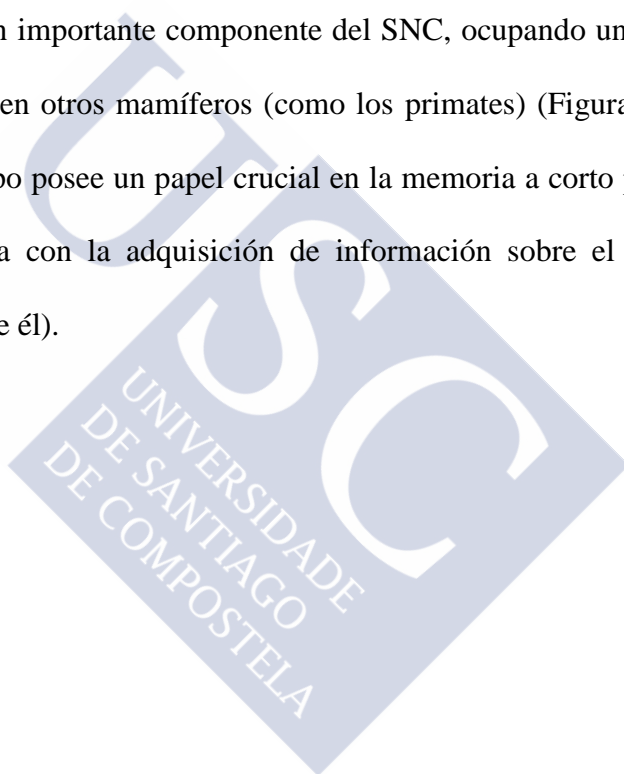 n importante componente del SNC, ocupando un
en otros mamíferos (como los primates) (Figura
po posee un papel crucial en la memoria a corto p
a con la adquisición de información sobre el
e él).
USC
UNIVERSIDADE
DE SANTIAGO
DE COMPOSTELA